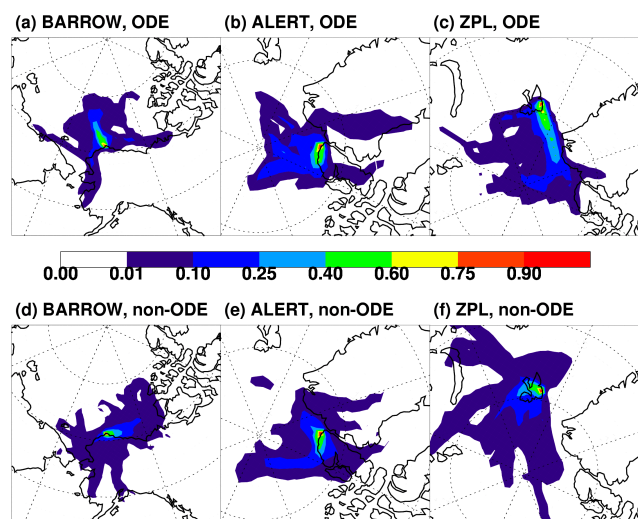 (a) BARROW, ODE
(b) ALERT, ODE
(c) ZPL, ODE
0.00 0.01 0.10 0.25 0.40 0.60 0.75 0.90
(d) BARROW, non-ODE
(e) ALERT, non-ODE
(f) ZPL, non-ODE